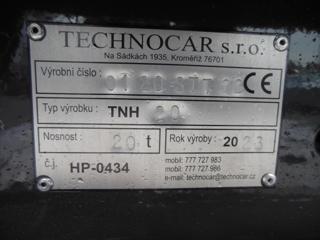 TECHNOCAR s.r.o.
Na Sádkách 1935, Kroměříž 76701
Výrobní číslo : CE
Typ výrobku : TNH 20
Nosnost : 20 t Rok výroby : 2023
č.j. HP-0434
mobil: 777 727 983
mobil: 777 727.986
e-mail: technocar@technocar.cz